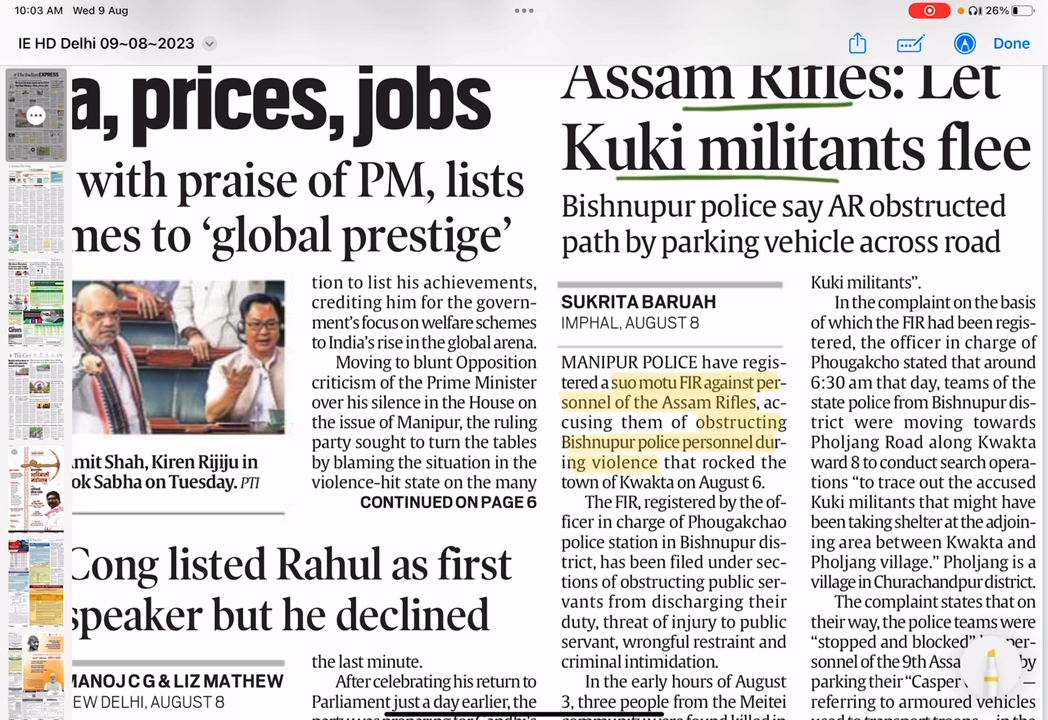 10:03 AM Wed 9 Aug
26%
IE HD Delhi 09~08~2023
Done
a, prices, jobs
with praise of PM, lists
mes to ‘global prestige’
Amit Shah, Kiren Rijiju in
ok Sabha on Tuesday. PTI
tion to list his achievements,
crediting him for the govern-
ment’s focus on welfare schemes
to India’s rise in the global arena.
Moving to blunt Opposition
criticism of the Prime Minister
over his silence in the House on
the issue of Manipur, the ruling
party sought to turn the tables
by blaming the situation in the
violence-hit state on the many
CONTINUED ON PAGE 6
Cong listed Rahul as first
speaker but he declined
MANOJ C G & LIZ MATHEW
EW DELHI, AUGUST 8
the last minute.
After celebrating his return to
Parliament just a day earlier, the
Assam Rifles: Let
Kuki militants flee
Bishnupur police say AR obstructed
path by parking vehicle across road
SUKRITA BARUAH
IMPHAL, AUGUST 8
MANIPUR POLICE have regis-
tered a suo motu FIR against per-
sonnel of the Assam Rifles, ac-
cusing them of obstructing
Bishnupur police personnel dur-
ing violence that rocked the
town of Kwakta on August 6.
The FIR, registered by the of-
ficer in charge of Phougakchao
police station in Bishnupur dis-
trict, has been filed under sec-
tions of obstructing public ser-
vants from discharging their
duty, threat of injury to public
servant, wrongful restraint and
criminal intimidation.
In the early hours of August
3, three people from the Meitei
Kuki militants”.
In the complaint on the basis
of which the FIR had been regis-
tered, the officer in charge of
Phougakcho stated that around
6:30 am that day, teams of the
state police from Bishnupur dis-
trict were moving towards
Pholjang Road along Kwakta
ward 8 to conduct search opera-
tions “to trace out the accused
Kuki militants that might have
been taking shelter at the adjoin-
ing area between Kwakta and
Pholjang village.” Pholjang is a
village in Churachandpur district.
The complaint states that on
their way, the police teams were
“stopped and blocked” per-
sonnel of the 9th Assa by
parking their “Casper —
referring to armoured vehicles